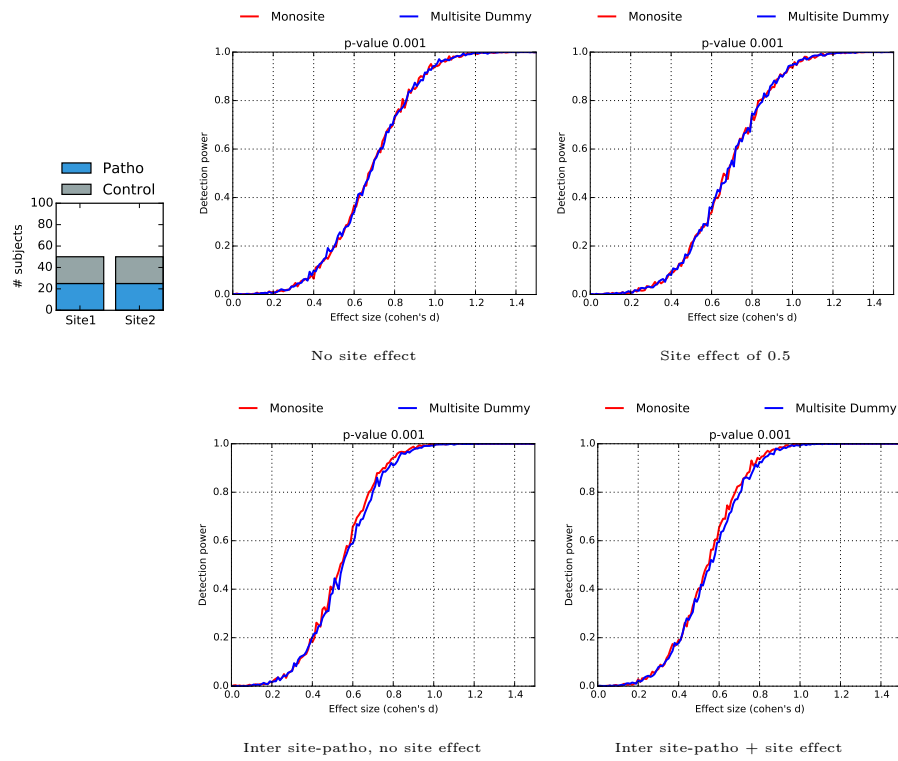 Monosite Multisite Dummy
p-value 0.001
1.0
0.8
0.6
0.4
0.2
0.0
Detection power
0.0 0.2 0.4 0.6 0.8 1.0 1.2 1.4
Effect size (cohen's d)
No site effect
Monosite Multisite Dummy
p-value 0.001
1.0
0.8
0.6
0.4
0.2
0.0
Detection power
0.0 0.2 0.4 0.6 0.8 1.0 1.2 1.4
Effect size (cohen's d)
Site effect of 0.5
Patho
Control
100
80
60
40
20
0
# subjects
Site1 Site2
Monosite Multisite Dummy
p-value 0.001
1.0
0.8
0.6
0.4
0.2
0.0
Detection power
0.0 0.2 0.4 0.6 0.8 1.0 1.2 1.4
Effect size (cohen's d)
Inter site-patho, no site effect
Monosite Multisite Dummy
p-value 0.001
1.0
0.8
0.6
0.4
0.2
0.0
Detection power
0.0 0.2 0.4 0.6 0.8 1.0 1.2 1.4
Effect size (cohen's d)
Inter site-patho + site effect